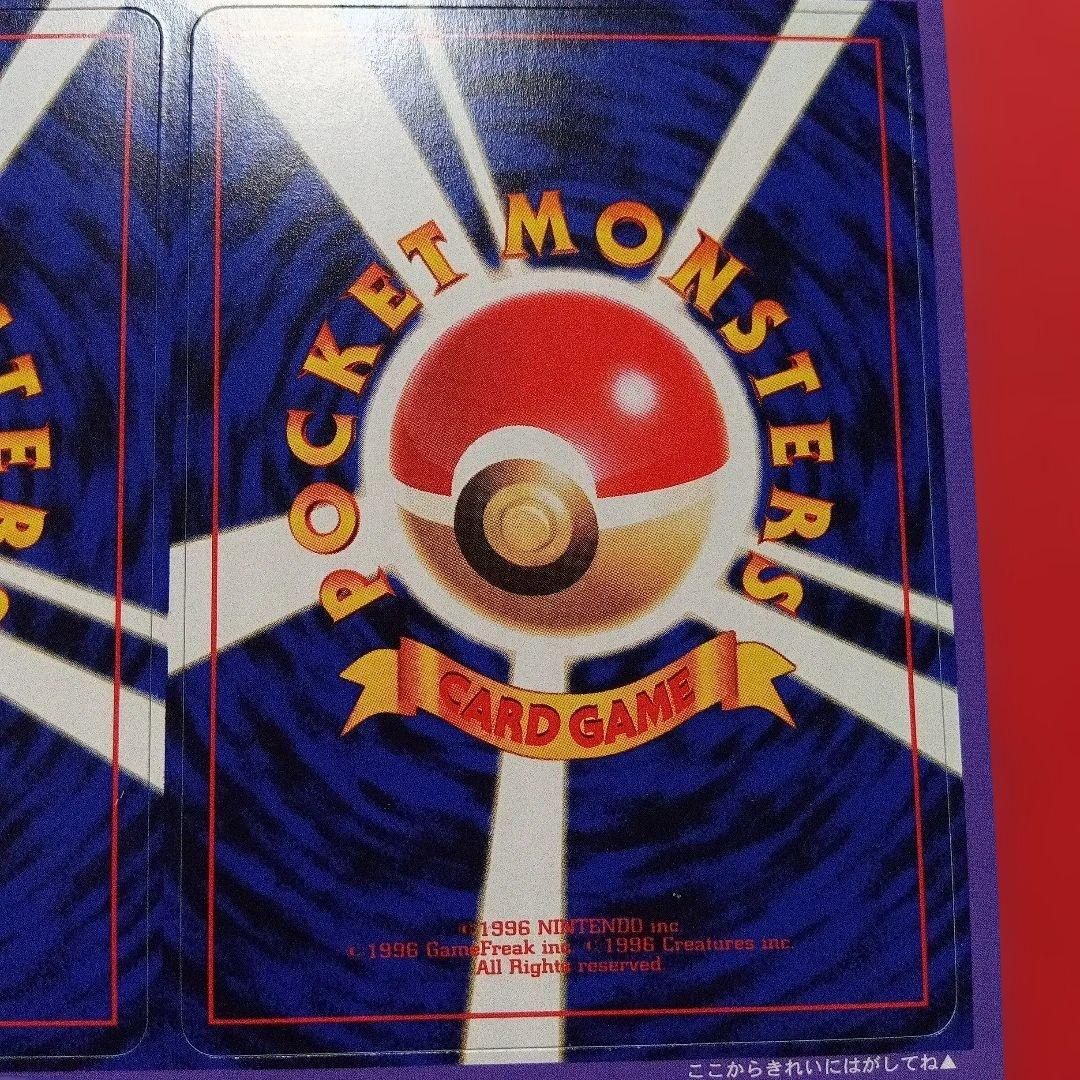 POCKET MONSTERS
CARD GAME
©1996 NINTENDO inc.
©1996 GameFreak inc. ©1996 Creatures inc.
All Rights reserved.
ここからきれいにはがしてね▲